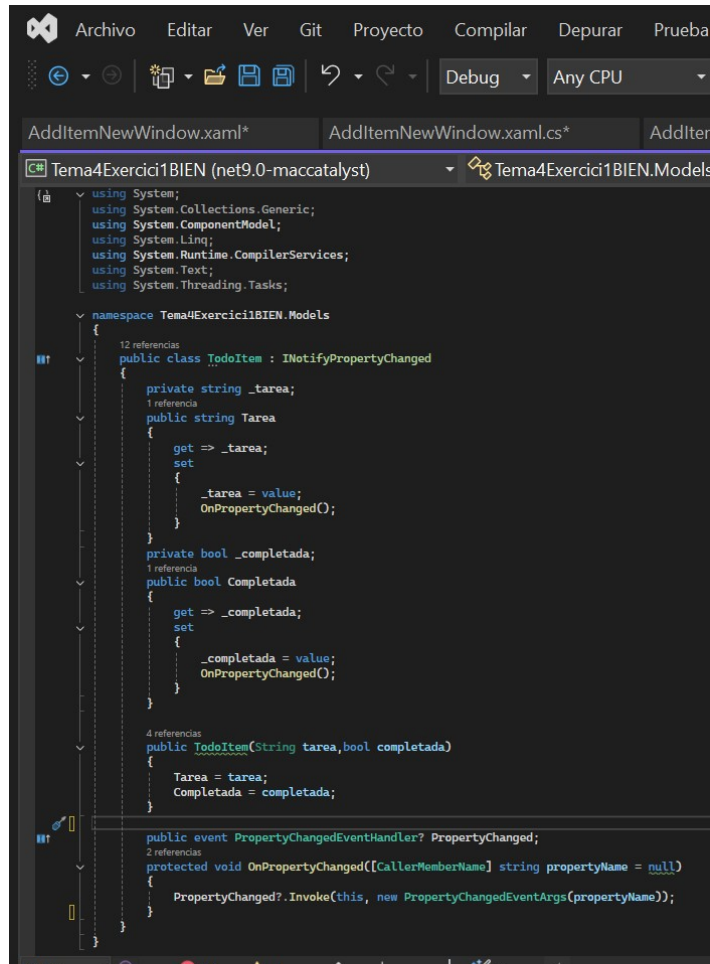 Archivo Editar Ver Git Proyecto Compilar Depurar Prueba
Debug Any CPU
AddItemNewWindow.xaml* AddItemNewWindow.xaml.cs* AddIter
C# Tema4Exercici1BIEN (net9.0-maccatalyst) Tema4Exercici1BIEN.Models
using System;
using System.Collections.Generic;
using System.ComponentModel;
using System.Linq;
using System.Runtime.CompilerServices;
using System.Text;
using System.Threading.Tasks;
namespace Tema4Exercici1BIEN.Models
{
12 referencias
public class TodoItem : INotifyPropertyChanged
{
private string _tarea;
1 referencia
public string Tarea
{
get => _tarea;
set
{
_tarea = value;
OnPropertyChanged();
}
}
private bool _completada;
1 referencia
public bool Completada
{
get => _completada;
set
{
_completada = value;
OnPropertyChanged();
}
}
4 referencias
public TodoItem(String tarea,bool completada)
{
Tarea = tarea;
Completada = completada;
}
public event PropertyChangedEventHandler? PropertyChanged;
2 referencias
protected void OnPropertyChanged([CallerMemberName] string propertyName = null)
{
PropertyChanged?.Invoke(this, new PropertyChangedEventArgs(propertyName));
}
}
}